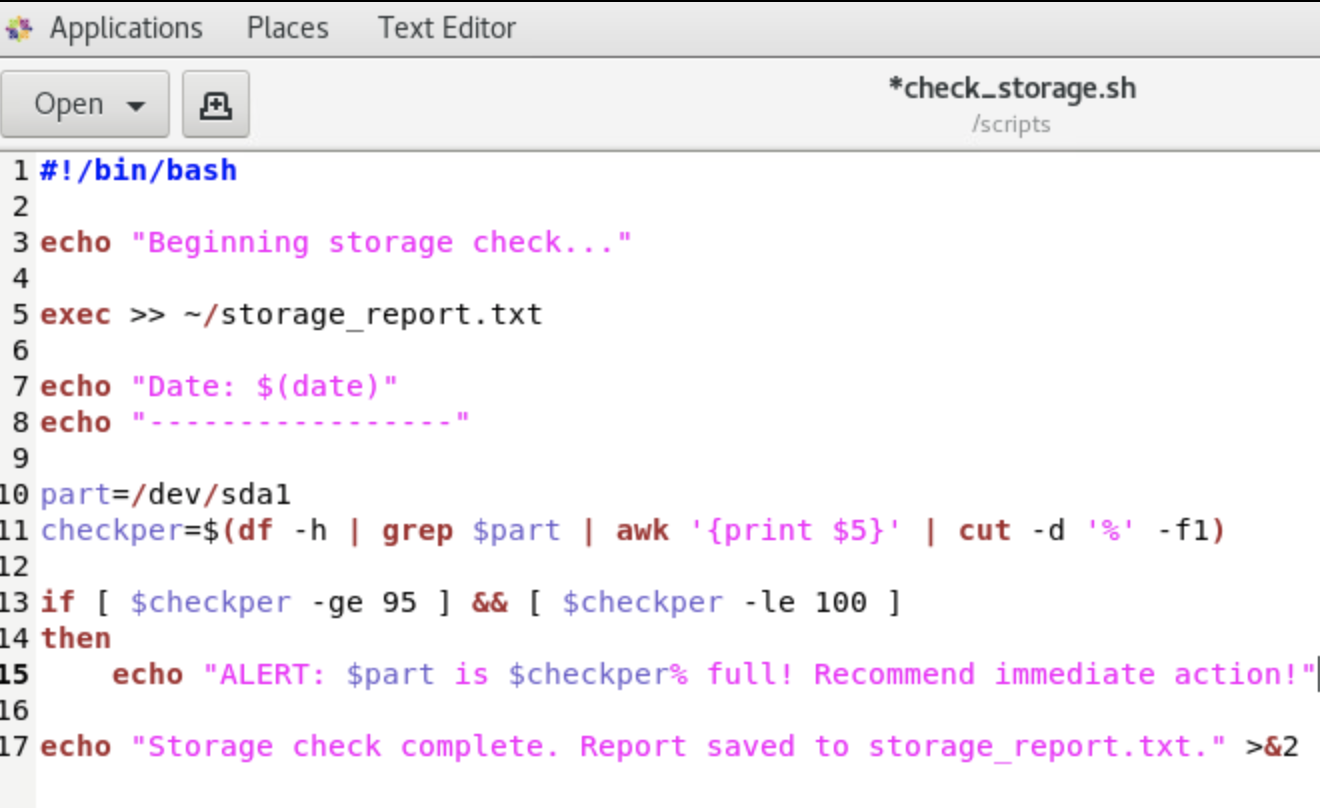 Applications Places Text Editor
Open
*check_storage.sh
/scripts
1 #!/bin/bash
2
3 echo "Beginning storage check..."
4
5 exec >> ~/storage_report.txt
6
7 echo "Date: $(date)"
8 echo "-----------------"
9
10 part=/dev/sda1
11 checkper=$(df -h | grep $part | awk '{print $5}' | cut -d '%' -f1)
12
13 if [ $checkper -ge 95 ] && [ $checkper -le 100 ]
14 then
15     echo "ALERT: $part is $checkper% full! Recommend immediate action!"
16
17 echo "Storage check complete. Report saved to storage_report.txt." >&2